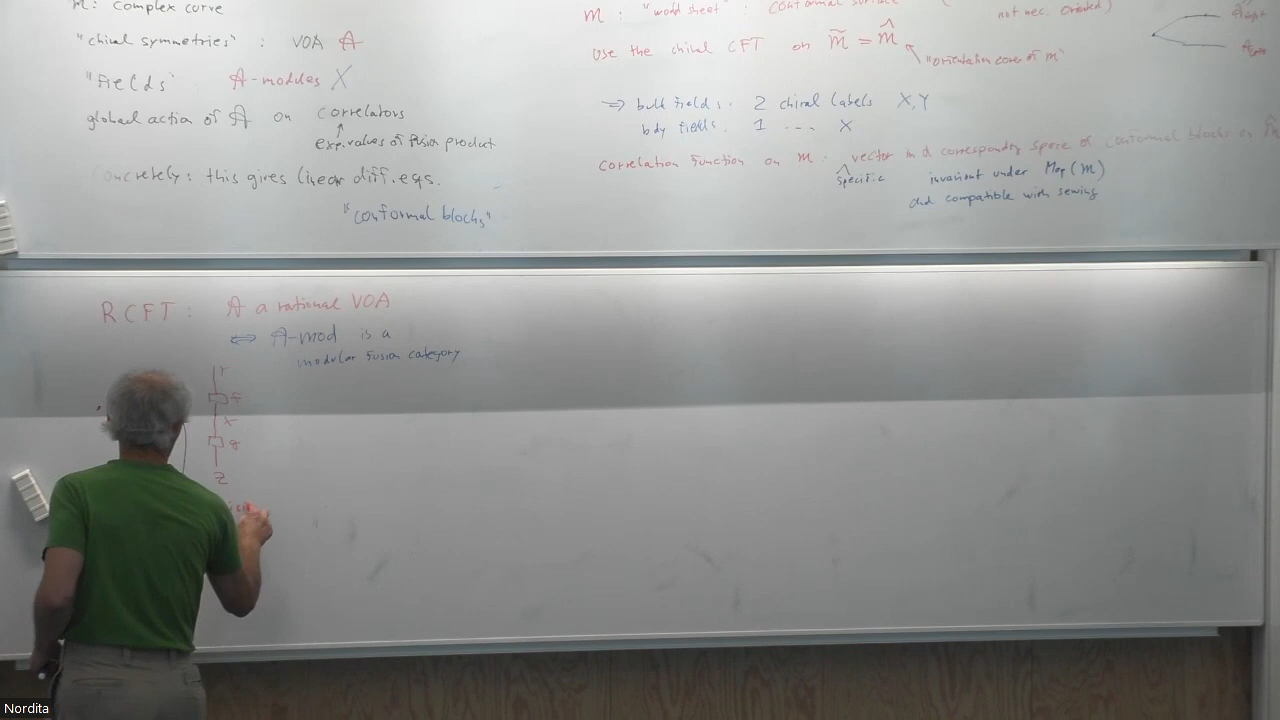 M: complex curve
"chiral symmetries" : VOA A
"fields" A-modules X
global action of A on correlators
exp. values of fusion product
oncretely: this gives linear diff. eqs.
"conformal blocks"
M : "world sheet" : conformal surface ( not nec. oriented)
Use the chiral CFT on M̃ = M̂
"orientation cover of M"
⇒ bulk fields: 2 chiral labels X,Y
bdy fields: 1 --- X
correlation function on M: vector in a corresponding space of conformal blocks on M̂
specific
invariant under Map(M)
and compatible with sewing
RCFT: A a rational VOA
⇔ A-mod is a
modular fusion category
Y
f
X
g
Z
Nordita